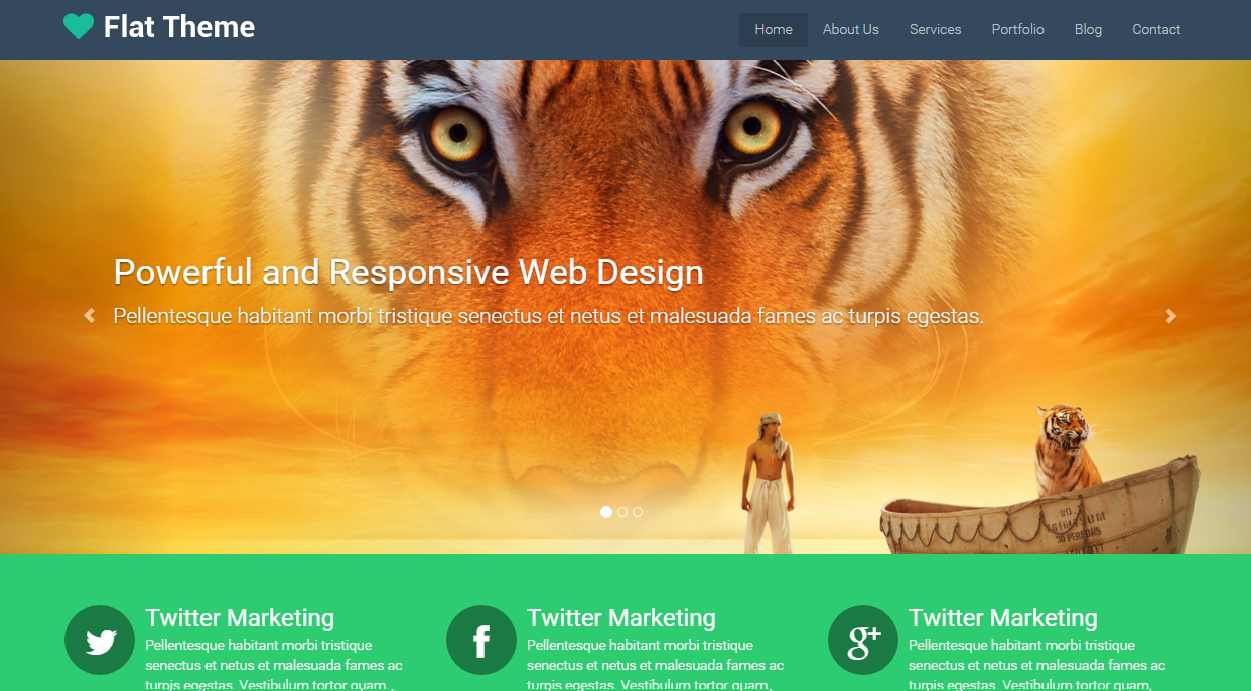 Flat Theme
Home About Us Services Portfolio Blog Contact
Powerful and Responsive Web Design
Pellentesque habitant morbi tristique senectus et netus et malesuada fames ac turpis egestas.
NO.
TSIMTSUM
30 PERSONS
Twitter Marketing
Pellentesque habitant morbi tristique
senectus et netus et malesuada fames ac
turpis egestas. Vestibulum tortor quam,
Twitter Marketing
Pellentesque habitant morbi tristique
senectus et netus et malesuada fames ac
turpis egestas. Vestibulum tortor quam,
Twitter Marketing
Pellentesque habitant morbi tristique
senectus et netus et malesuada fames ac
turpis egestas. Vestibulum tortor quam,